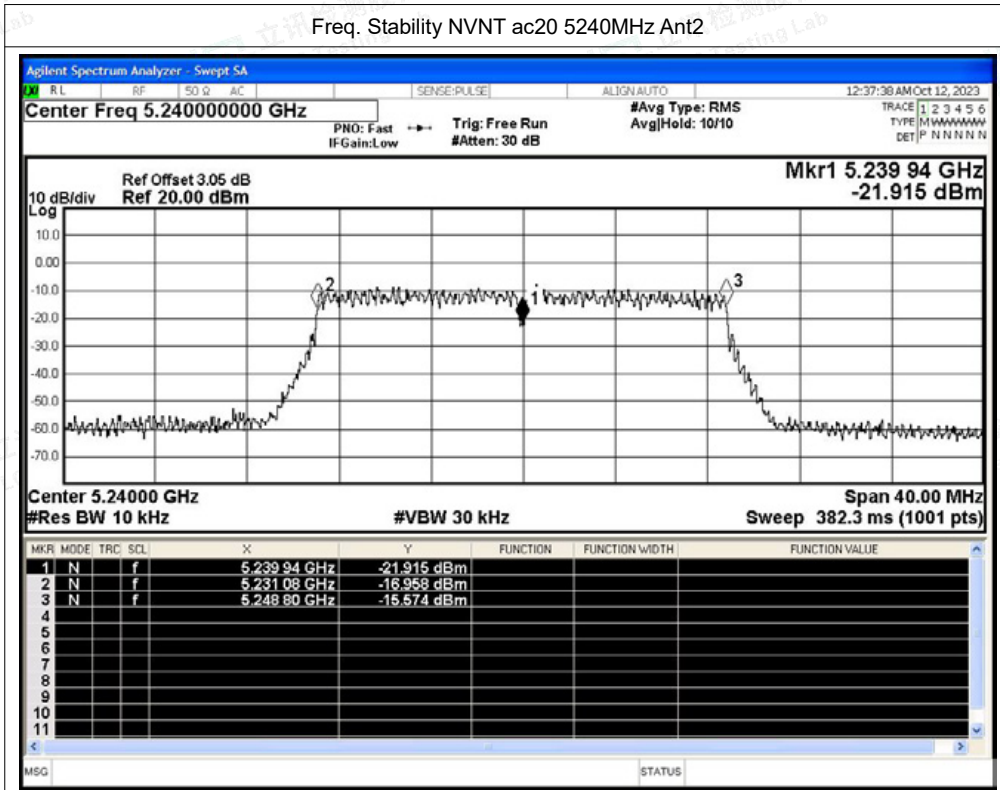 Freq. Stability NVNT ac20 5240MHz Ant2
Agilent Spectrum Analyzer - Swept SA
RL RF 50 Ω AC SENSE:PULSE ALIGN AUTO 12:37:38 AM Oct 12, 2023
Center Freq 5.240000000 GHz #Avg Type: RMS TRACE 1 2 3 4 5 6
PNO: Fast Trig: Free Run Avg|Hold: 10/10 TYPE MWWWWW
IFGain:Low #Atten: 30 dB DET P N N N N N
Mkr1 5.239 94 GHz
Ref Offset 3.05 dB
10 dB/div Ref 20.00 dBm -21.915 dBm
Log
10.0
0.00
-10.0
-20.0
-30.0
-40.0
-50.0
-60.0
-70.0
2
1
3
Center 5.24000 GHz Span 40.00 MHz
#Res BW 10 kHz #VBW 30 kHz Sweep 382.3 ms (1001 pts)
MKR MODE TRC SCL X Y FUNCTION FUNCTION WIDTH FUNCTION VALUE
1 N f 5.239 94 GHz -21.915 dBm
2 N f 5.231 08 GHz -16.958 dBm
3 N f 5.248 80 GHz -15.574 dBm
4
5
6
7
8
9
10
11
MSG STATUS